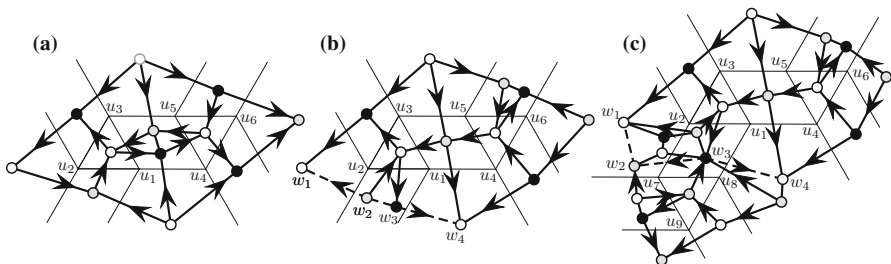 (a)
u₃
u₅
u₆
u₂
u₁
u₄
(b)
u₃
u₅
u₆
u₂
u₁
u₄
w₁
w₂
w₃
w₄
(c)
u₃
u₅
u₆
w₁
u₂
u₁
u₄
w₂
w₃
w₄
u₇
u₈
u₉